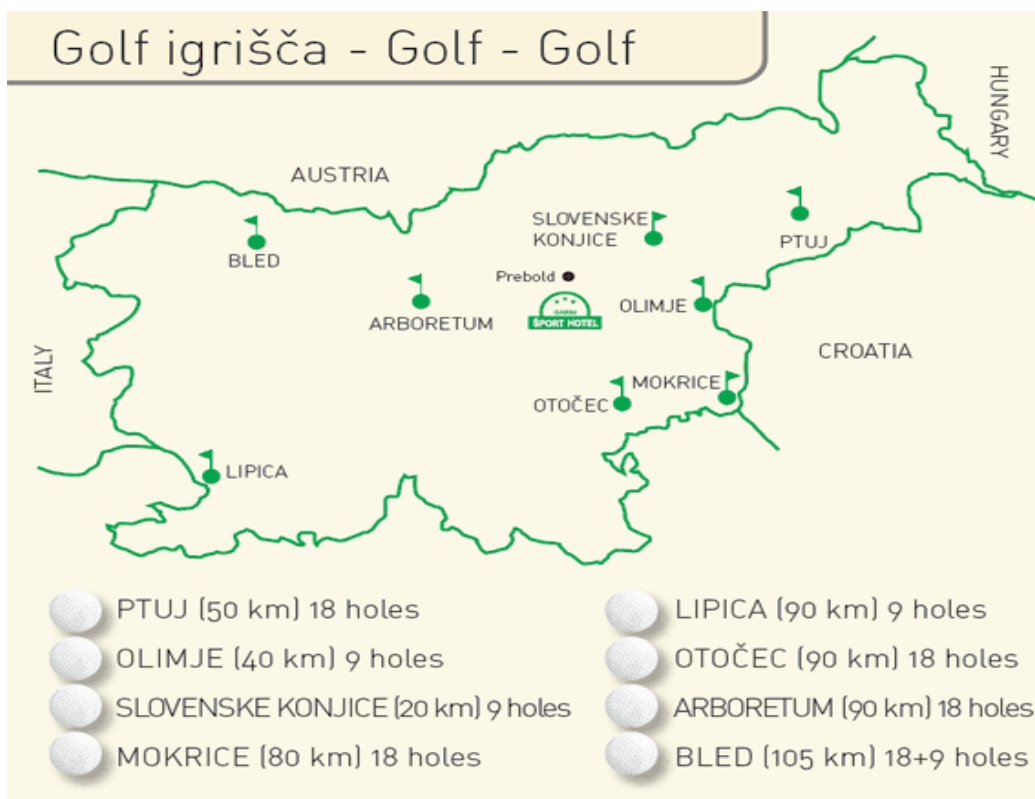 Golf igrišča - Golf - Golf
HUNGARY
AUSTRIA
SLOVENSKE
KONJICE
PTUJ
BLED
Prebold
OLIMJE
ARBORETUM
ŠPORT HOTEL
CROATIA
ITALY
MOKRICE
OTOČEC
LIPICA
PTUJ (50 km) 18 holes
OLIMJE (40 km) 9 holes
SLOVENSKE KONJICE (20 km) 9 holes
MOKRICE (80 km) 18 holes
LIPICA (90 km) 9 holes
OTOČEC (90 km) 18 holes
ARBORETUM (90 km) 18 holes
BLED (105 km) 18+9 holes